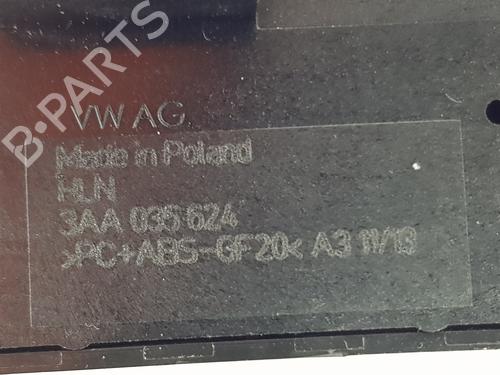 B-PARTS
VW AG
Made in Poland
HLN
3AA 035 624
>PC+ABS-GF20< A3 11/13